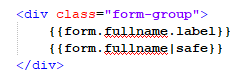 <div class="form-group">
{{form.fullname.label}}
{{form.fullname|safe}}
</div>